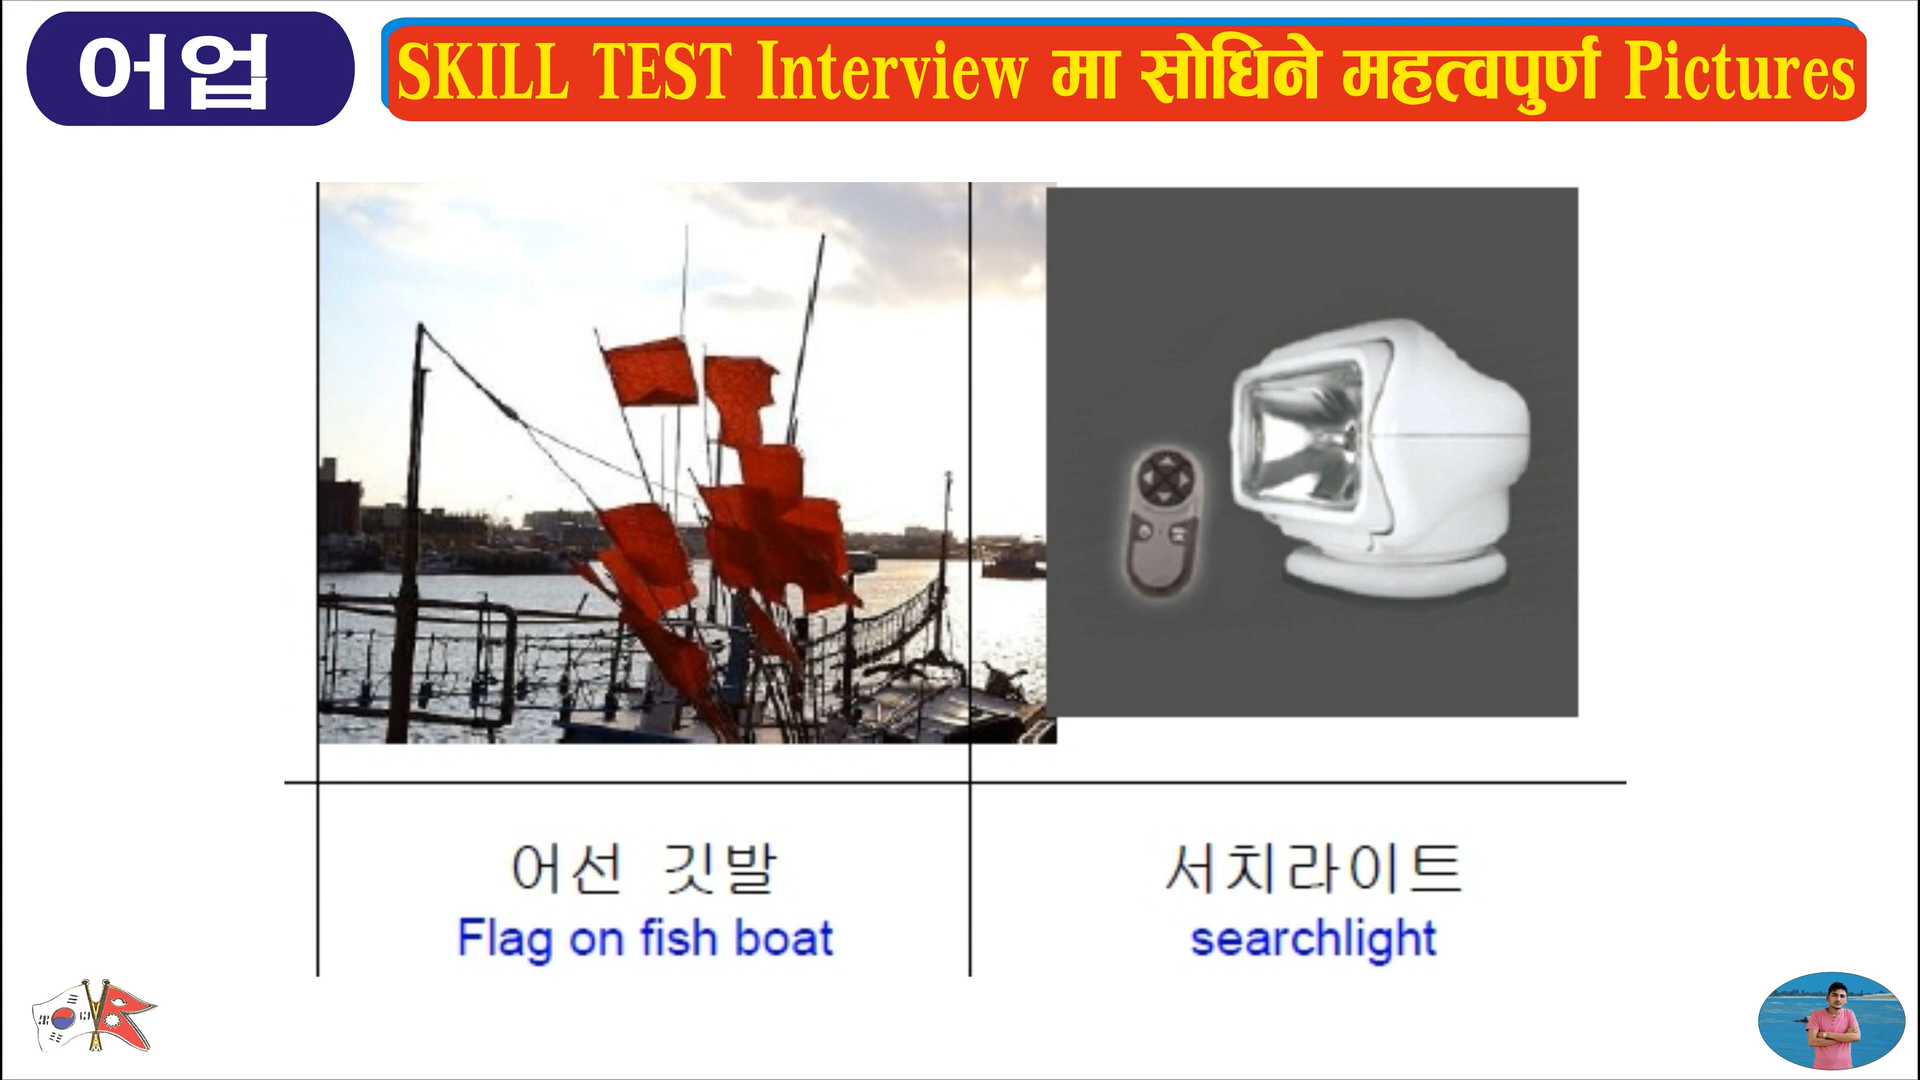 어업
SKILL TEST Interview मा सोधिने महत्वपुर्ण Pictures
어선 깃발
Flag on fish boat
서치라이트
searchlight